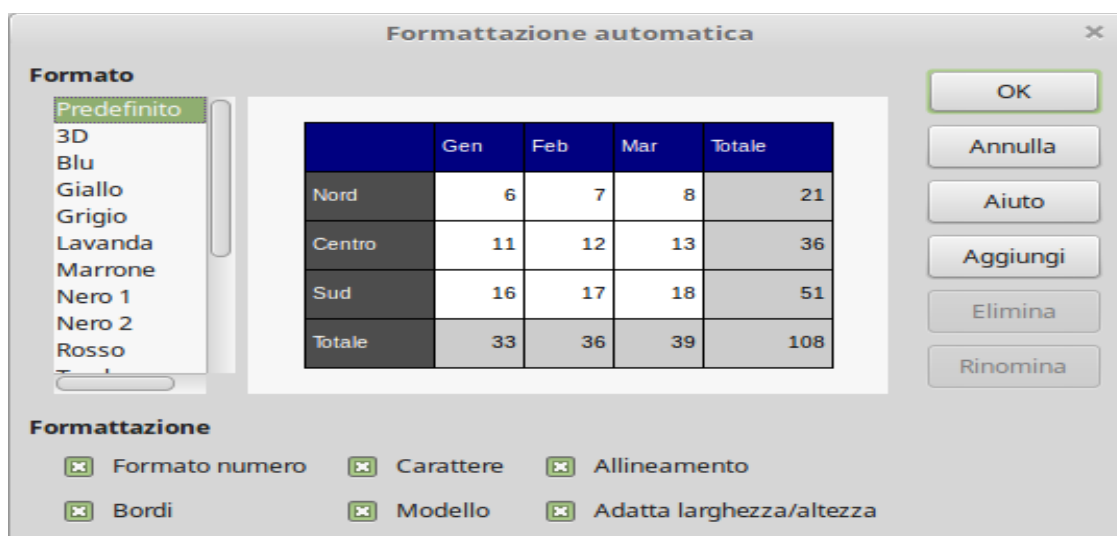 Formattazione automatica
Formato
Predefinito
3D
Blu
Giallo
Grigio
Lavanda
Marrone
Nero 1
Nero 2
Rosso
Gen Feb Mar Totale
Nord 6 7 8 21
Centro 11 12 13 36
Sud 16 17 18 51
Totale 33 36 39 108
OK
Annulla
Aiuto
Aggiungi
Elimina
Rinomina
Formattazione
Formato numero Carattere Allineamento
Bordi Modello Adatta larghezza/altezza